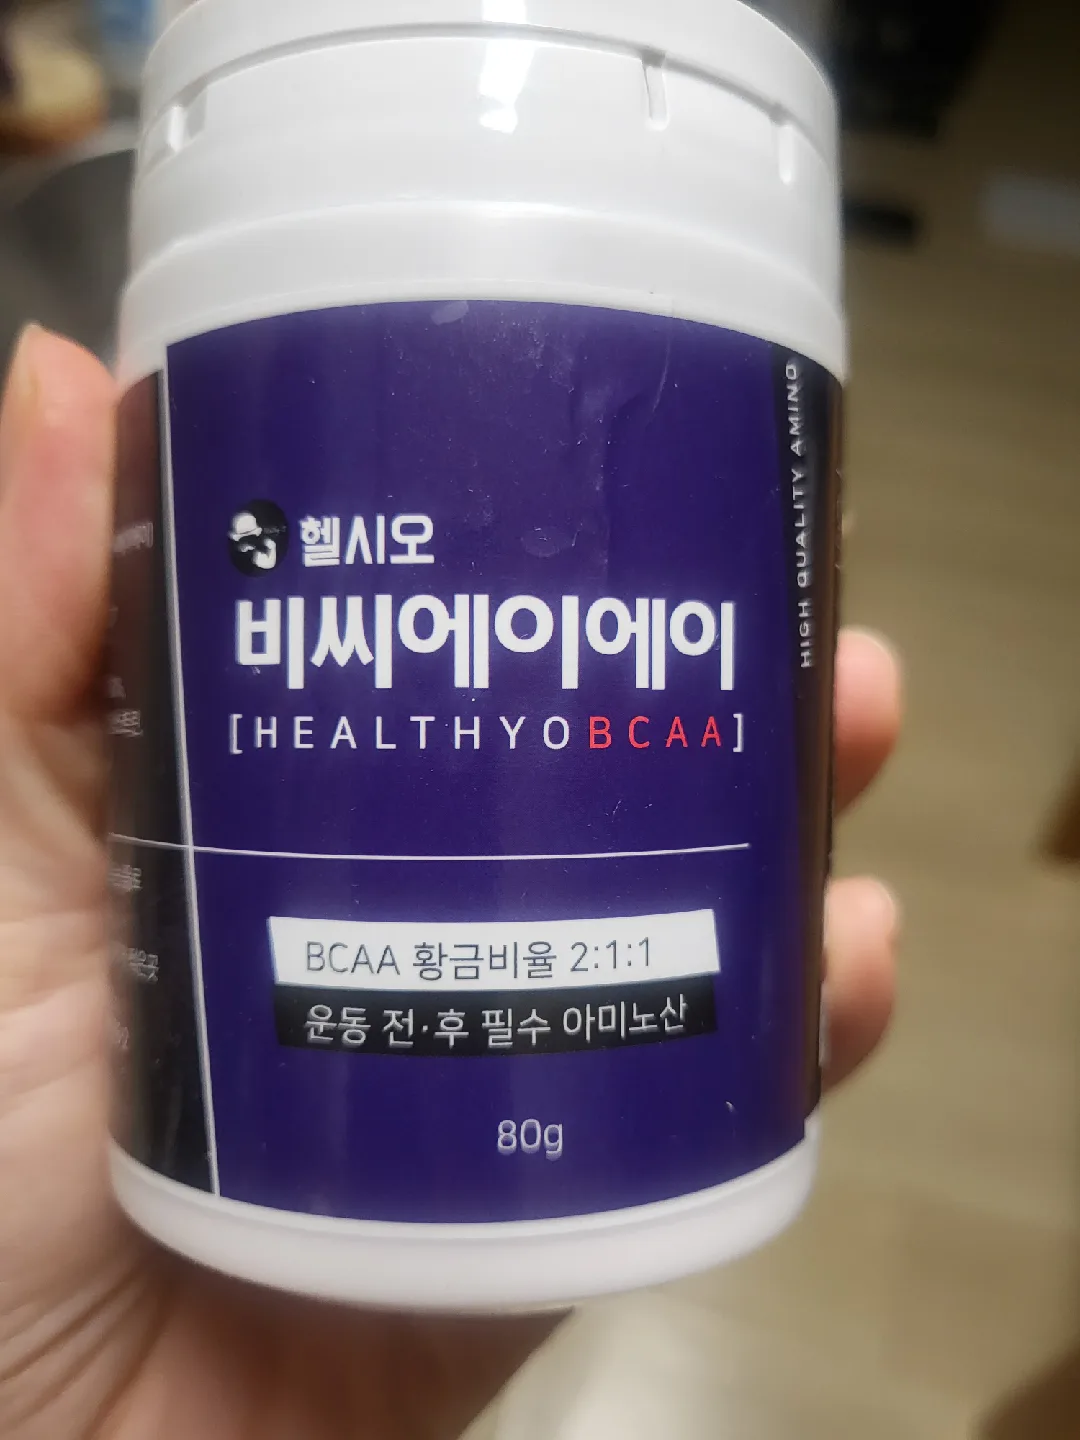 헬시오
비씨에이에이
[HEALTHYOBCAA]
BCAA 황금비율 2:1:1
운동 전·후 필수 아미노산
80g
HIGH QUALITY AMINO